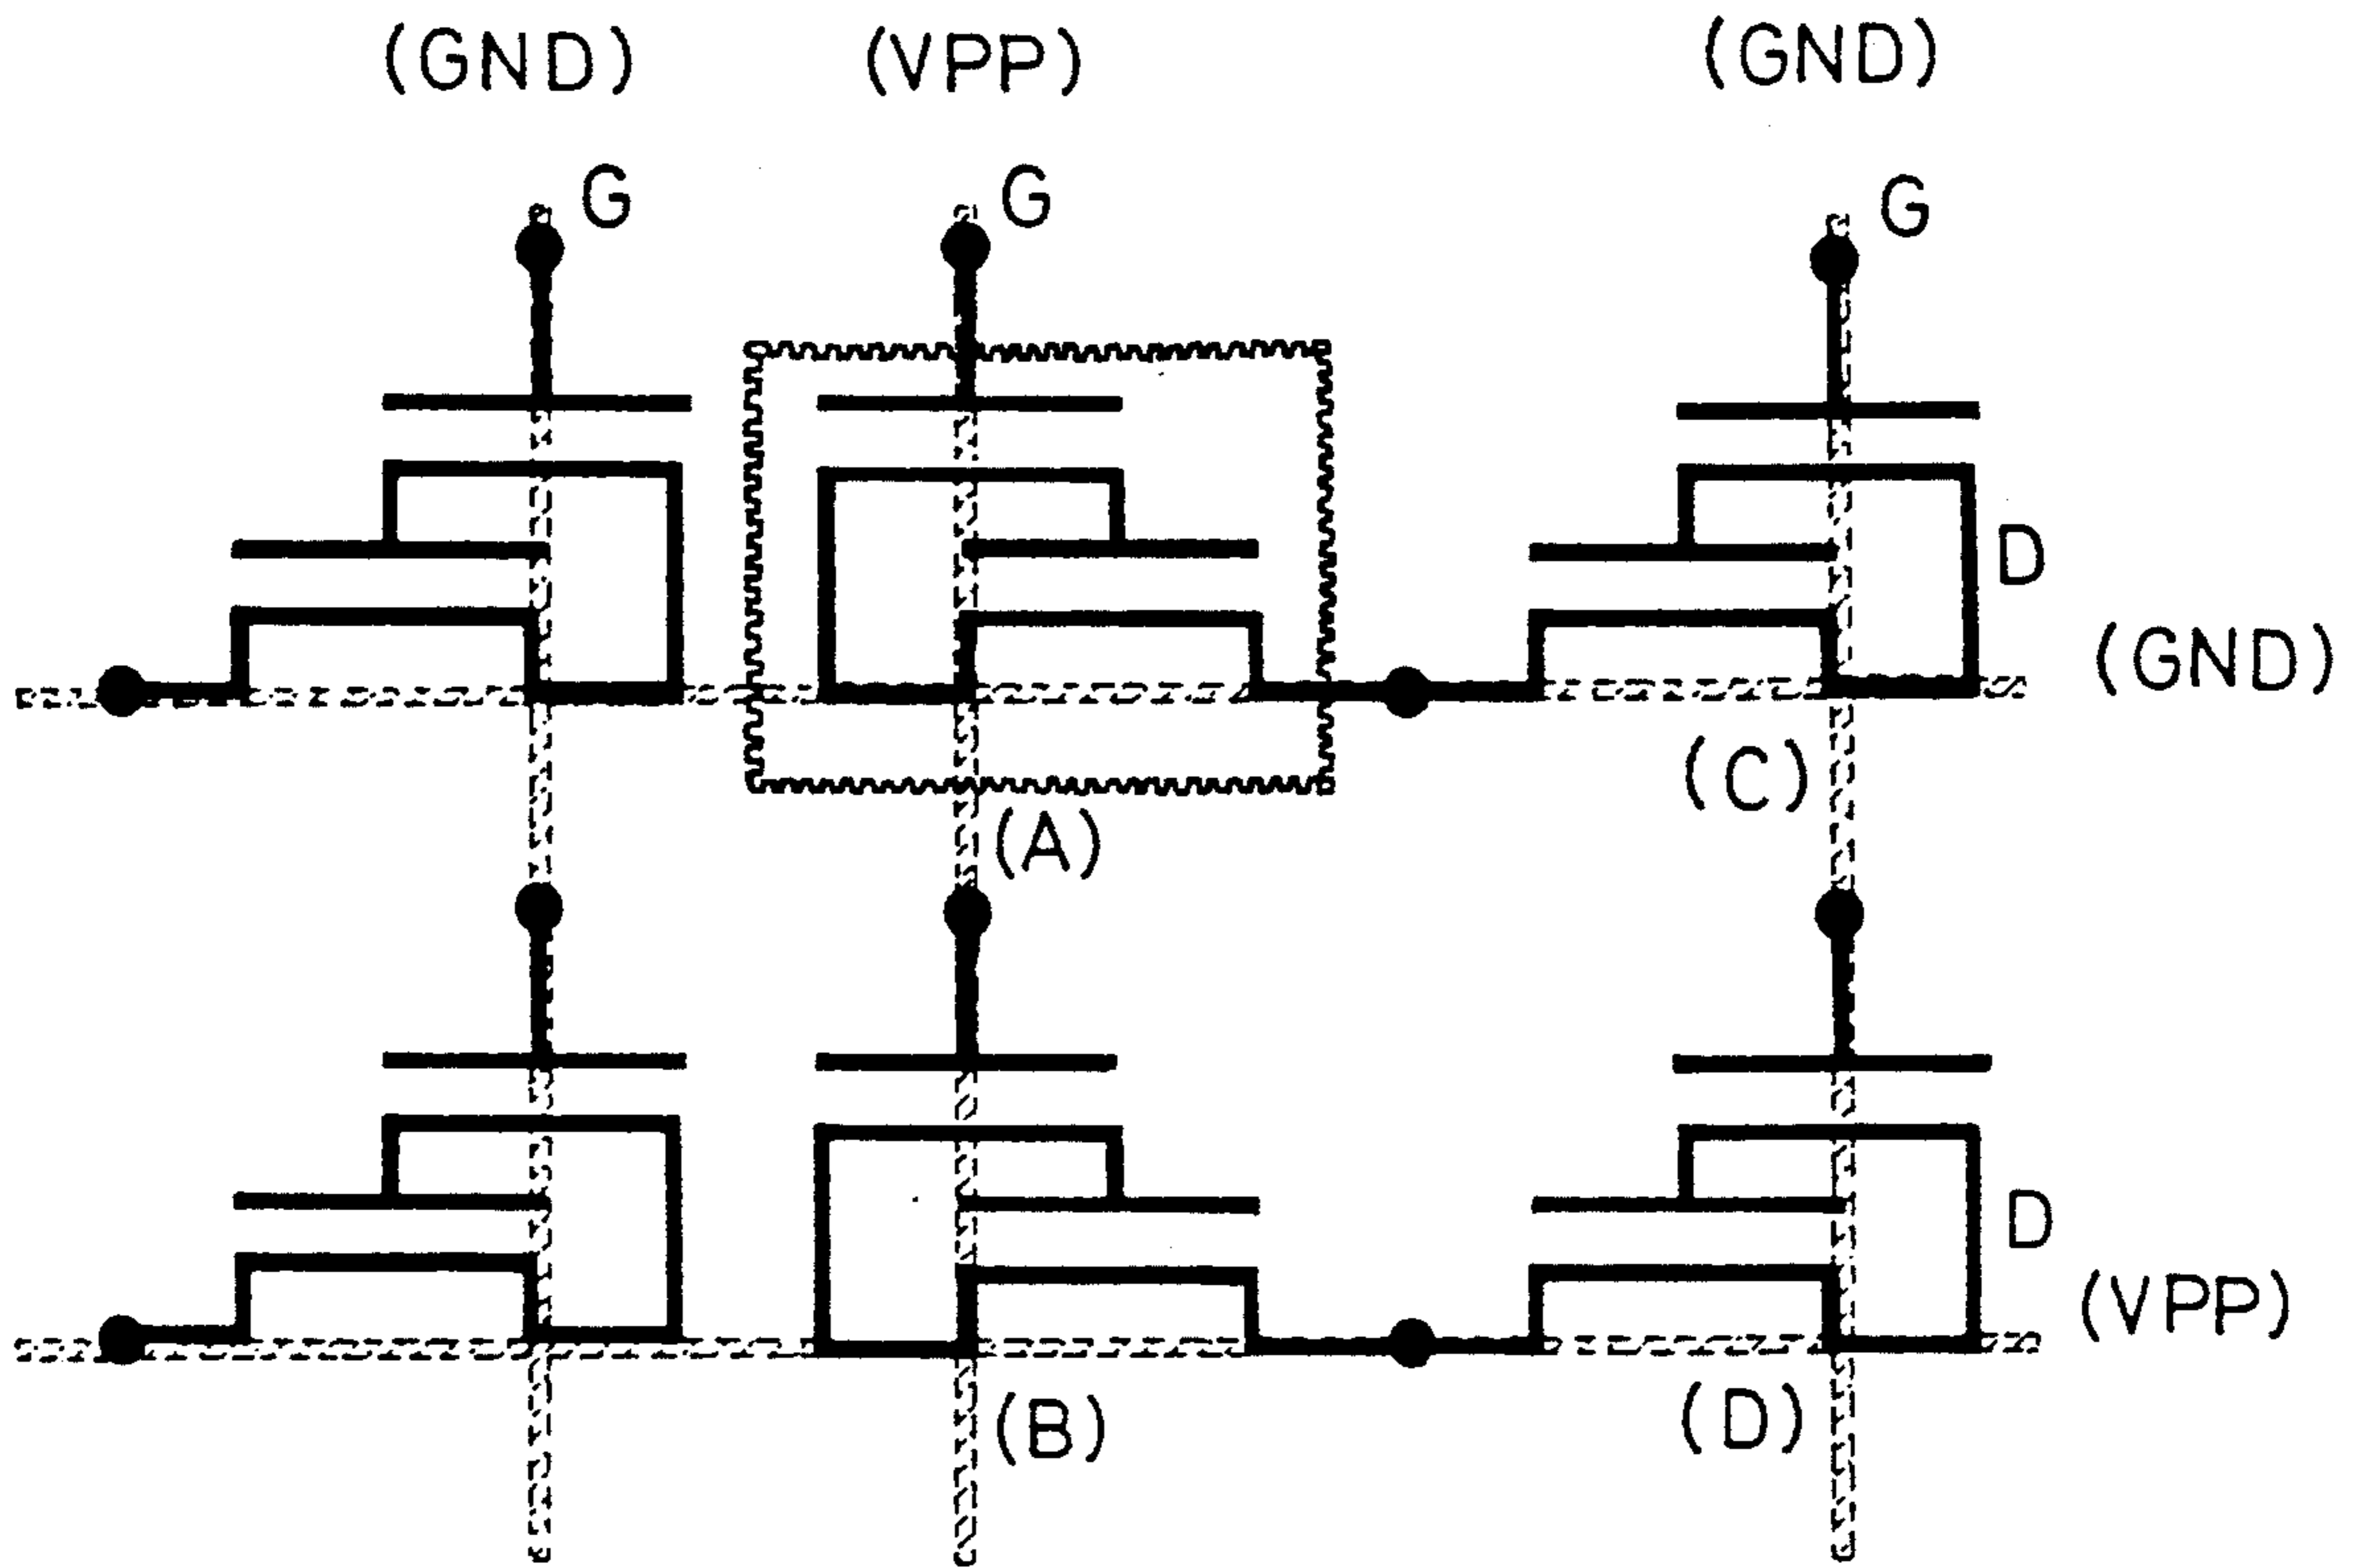 (GND) (VPP) (GND)
G G G
D
(GND)
(C)
(A)
D
(VPP)
(B) (D)